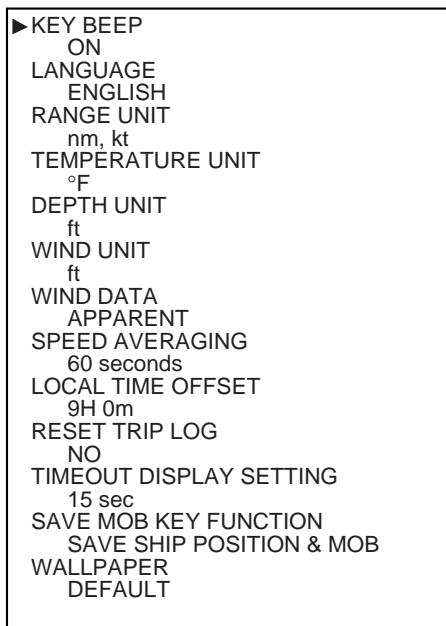 ▶KEY BEEP
ON
LANGUAGE
ENGLISH
RANGE UNIT
nm, kt
TEMPERATURE UNIT
°F
DEPTH UNIT
ft
WIND UNIT
ft
WIND DATA
APPARENT
SPEED AVERAGING
60 seconds
LOCAL TIME OFFSET
9H 0m
RESET TRIP LOG
NO
TIMEOUT DISPLAY SETTING
15 sec
SAVE MOB KEY FUNCTION
SAVE SHIP POSITION & MOB
WALLPAPER
DEFAULT